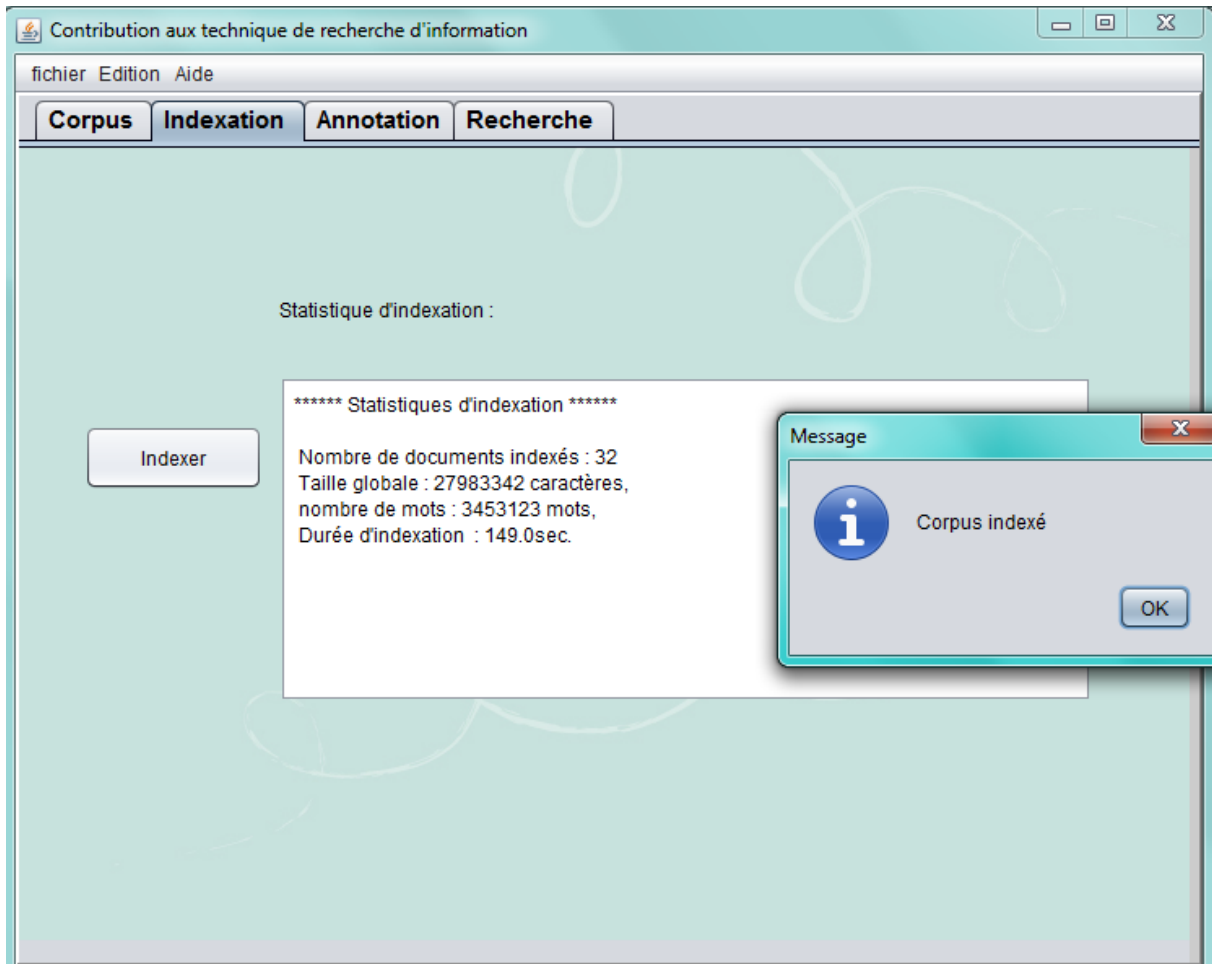 Contribution aux technique de recherche d'information
fichier Edition Aide
Corpus Indexation Annotation Recherche
Statistique d'indexation :
****** Statistiques d'indexation ******
Indexer
Nombre de documents indexés : 32
Taille globale : 27983342 caractères,
nombre de mots : 3453123 mots,
Durée d'indexation : 149.0sec.
Message
Corpus indexé
OK